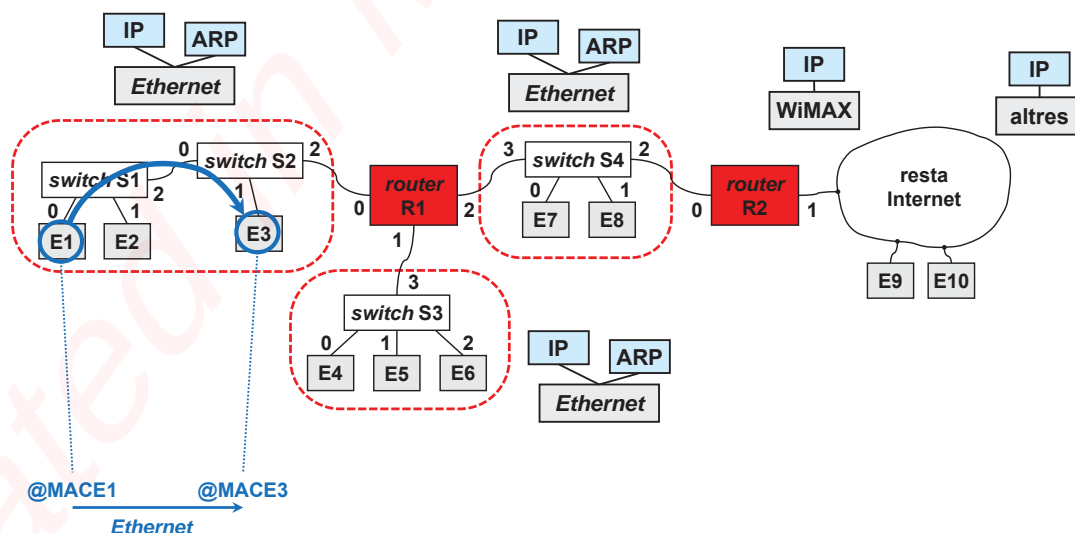 IP
ARP
Ethernet
IP
ARP
Ethernet
IP
WiMAX
IP
altres
switch S1
0
1
2
E1
E2
switch S2
0
1
2
E3
router
R1
0
1
2
switch S4
3
0
1
2
E7
E8
router
R2
0
1
resta
Internet
E9
E10
switch S3
3
0
1
2
E4
E5
E6
IP
ARP
Ethernet
@MACE1
@MACE3
Ethernet